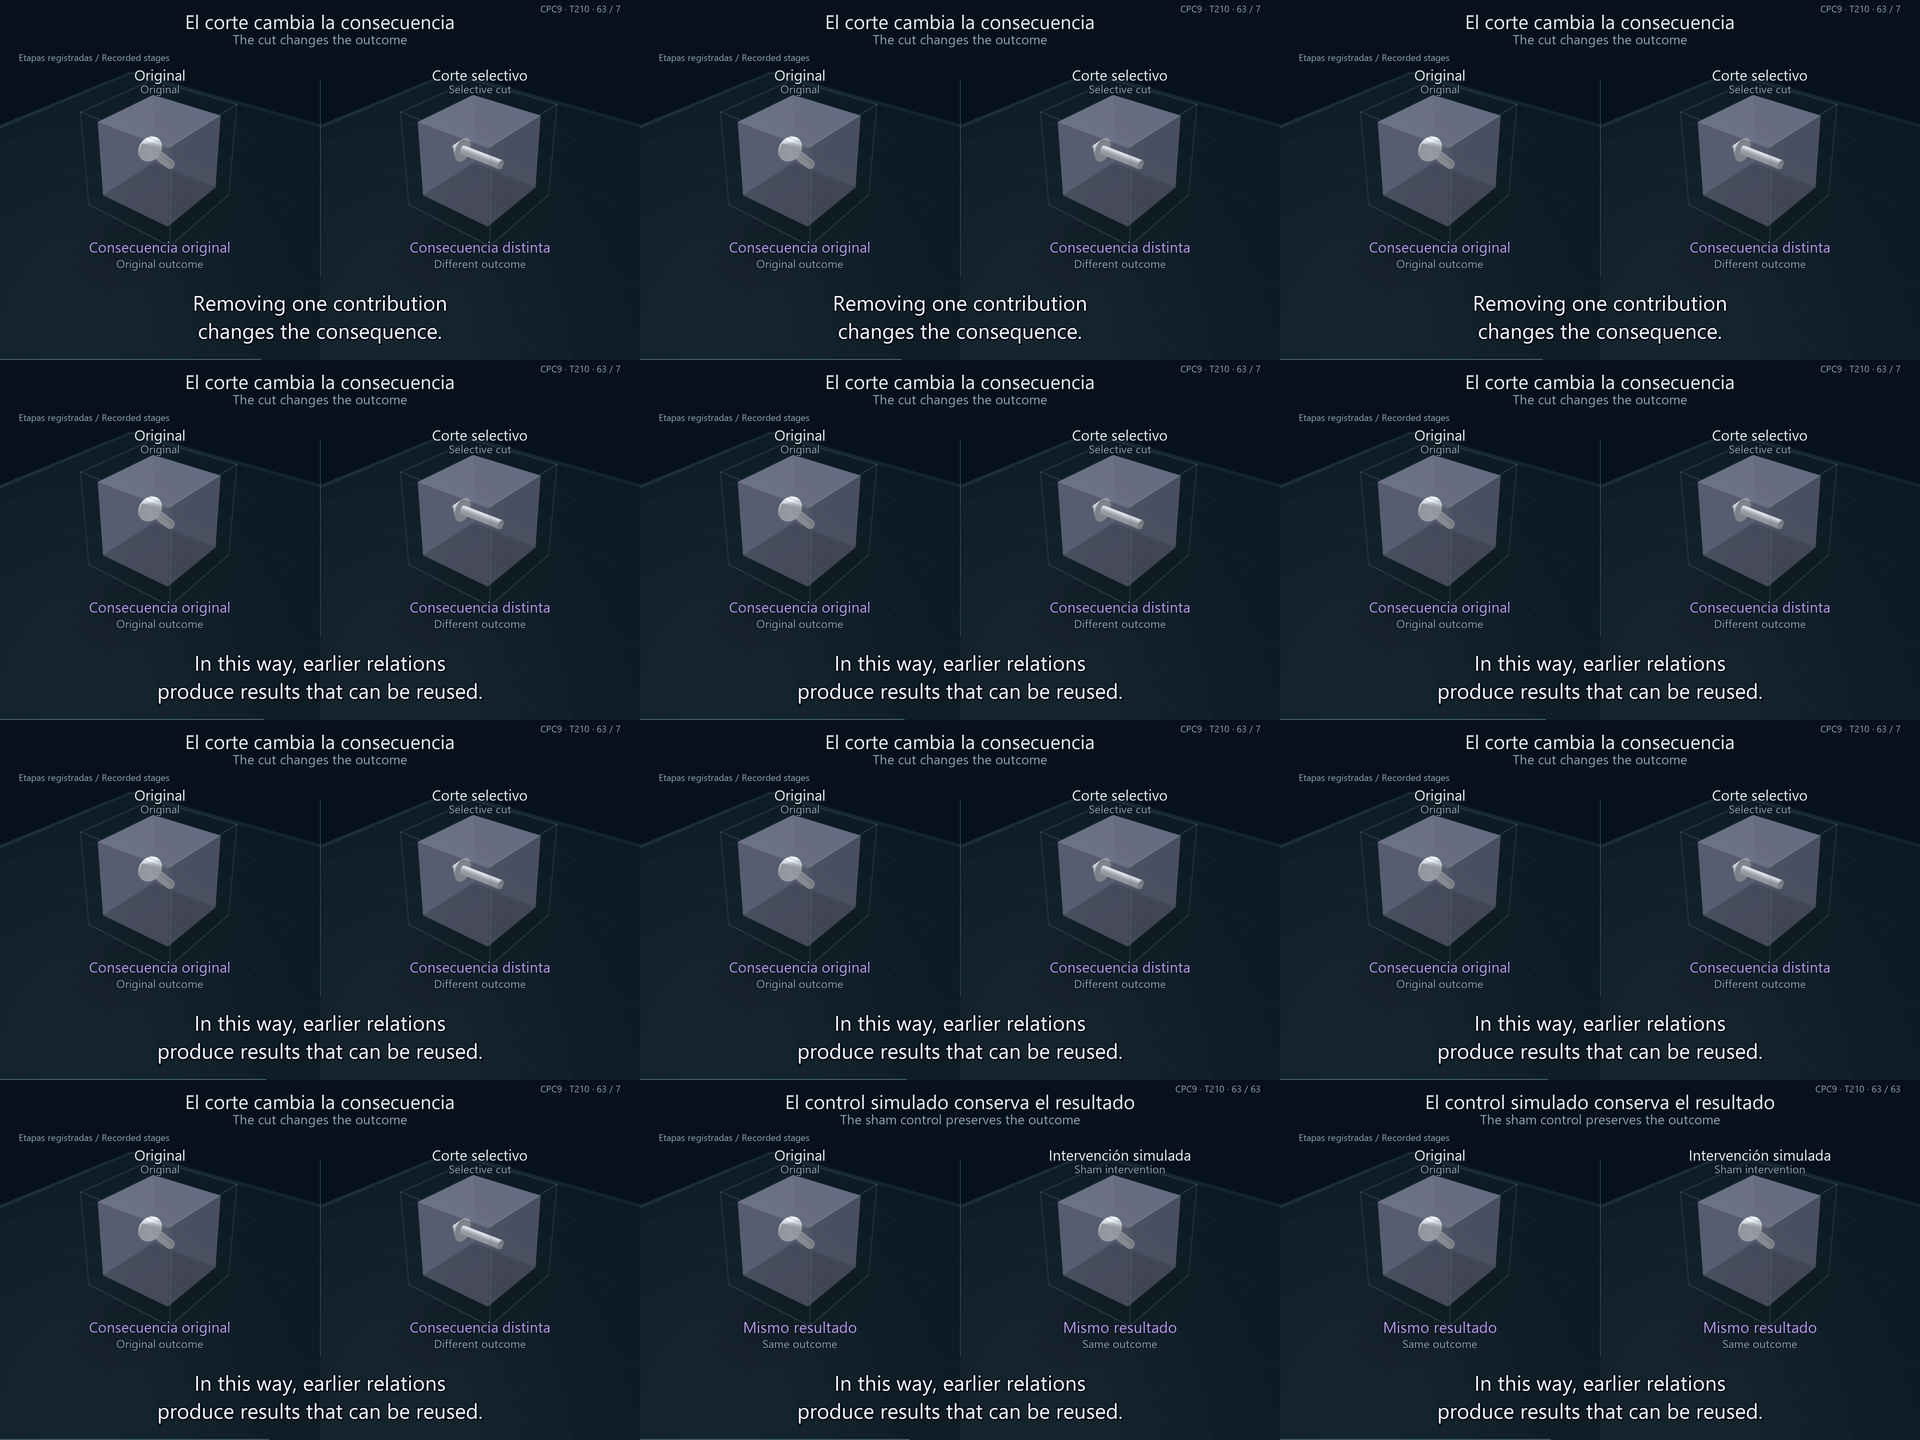 CPC9 · T210 · 63 / 7
El corte cambia la consecuencia
The cut changes the outcome
Etapas registradas / Recorded stages
Original
Original
Corte selectivo
Selective cut
Consecuencia original
Original outcome
Consecuencia distinta
Different outcome
Removing one contribution
changes the consequence.
CPC9 · T210 · 63 / 7
El corte cambia la consecuencia
The cut changes the outcome
Etapas registradas / Recorded stages
Original
Original
Corte selectivo
Selective cut
Consecuencia original
Original outcome
Consecuencia distinta
Different outcome
Removing one contribution
changes the consequence.
CPC9 · T210 · 63 / 7
El corte cambia la consecuencia
The cut changes the outcome
Etapas registradas / Recorded stages
Original
Original
Corte selectivo
Selective cut
Consecuencia original
Original outcome
Consecuencia distinta
Different outcome
Removing one contribution
changes the consequence.
CPC9 · T210 · 63 / 7
El corte cambia la consecuencia
The cut changes the outcome
Etapas registradas / Recorded stages
Original
Original
Corte selectivo
Selective cut
Consecuencia original
Original outcome
Consecuencia distinta
Different outcome
In this way, earlier relations
produce results that can be reused.
CPC9 · T210 · 63 / 7
El corte cambia la consecuencia
The cut changes the outcome
Etapas registradas / Recorded stages
Original
Original
Corte selectivo
Selective cut
Consecuencia original
Original outcome
Consecuencia distinta
Different outcome
In this way, earlier relations
produce results that can be reused.
CPC9 · T210 · 63 / 7
El corte cambia la consecuencia
The cut changes the outcome
Etapas registradas / Recorded stages
Original
Original
Corte selectivo
Selective cut
Consecuencia original
Original outcome
Consecuencia distinta
Different outcome
In this way, earlier relations
produce results that can be reused.
CPC9 · T210 · 63 / 7
El corte cambia la consecuencia
The cut changes the outcome
Etapas registradas / Recorded stages
Original
Original
Corte selectivo
Selective cut
Consecuencia original
Original outcome
Consecuencia distinta
Different outcome
In this way, earlier relations
produce results that can be reused.
CPC9 · T210 · 63 / 7
El corte cambia la consecuencia
The cut changes the outcome
Etapas registradas / Recorded stages
Original
Original
Corte selectivo
Selective cut
Consecuencia original
Original outcome
Consecuencia distinta
Different outcome
In this way, earlier relations
produce results that can be reused.
CPC9 · T210 · 63 / 7
El corte cambia la consecuencia
The cut changes the outcome
Etapas registradas / Recorded stages
Original
Original
Corte selectivo
Selective cut
Consecuencia original
Original outcome
Consecuencia distinta
Different outcome
In this way, earlier relations
produce results that can be reused.
CPC9 · T210 · 63 / 7
El corte cambia la consecuencia
The cut changes the outcome
Etapas registradas / Recorded stages
Original
Original
Corte selectivo
Selective cut
Consecuencia original
Original outcome
Consecuencia distinta
Different outcome
In this way, earlier relations
produce results that can be reused.
CPC9 · T210 · 63 / 63
El control simulado conserva el resultado
The sham control preserves the outcome
Etapas registradas / Recorded stages
Original
Original
Intervención simulada
Sham intervention
Mismo resultado
Same outcome
Mismo resultado
Same outcome
In this way, earlier relations
produce results that can be reused.
CPC9 · T210 · 63 / 63
El control simulado conserva el resultado
The sham control preserves the outcome
Etapas registradas / Recorded stages
Original
Original
Intervención simulada
Sham intervention
Mismo resultado
Same outcome
Mismo resultado
Same outcome
In this way, earlier relations
produce results that can be reused.